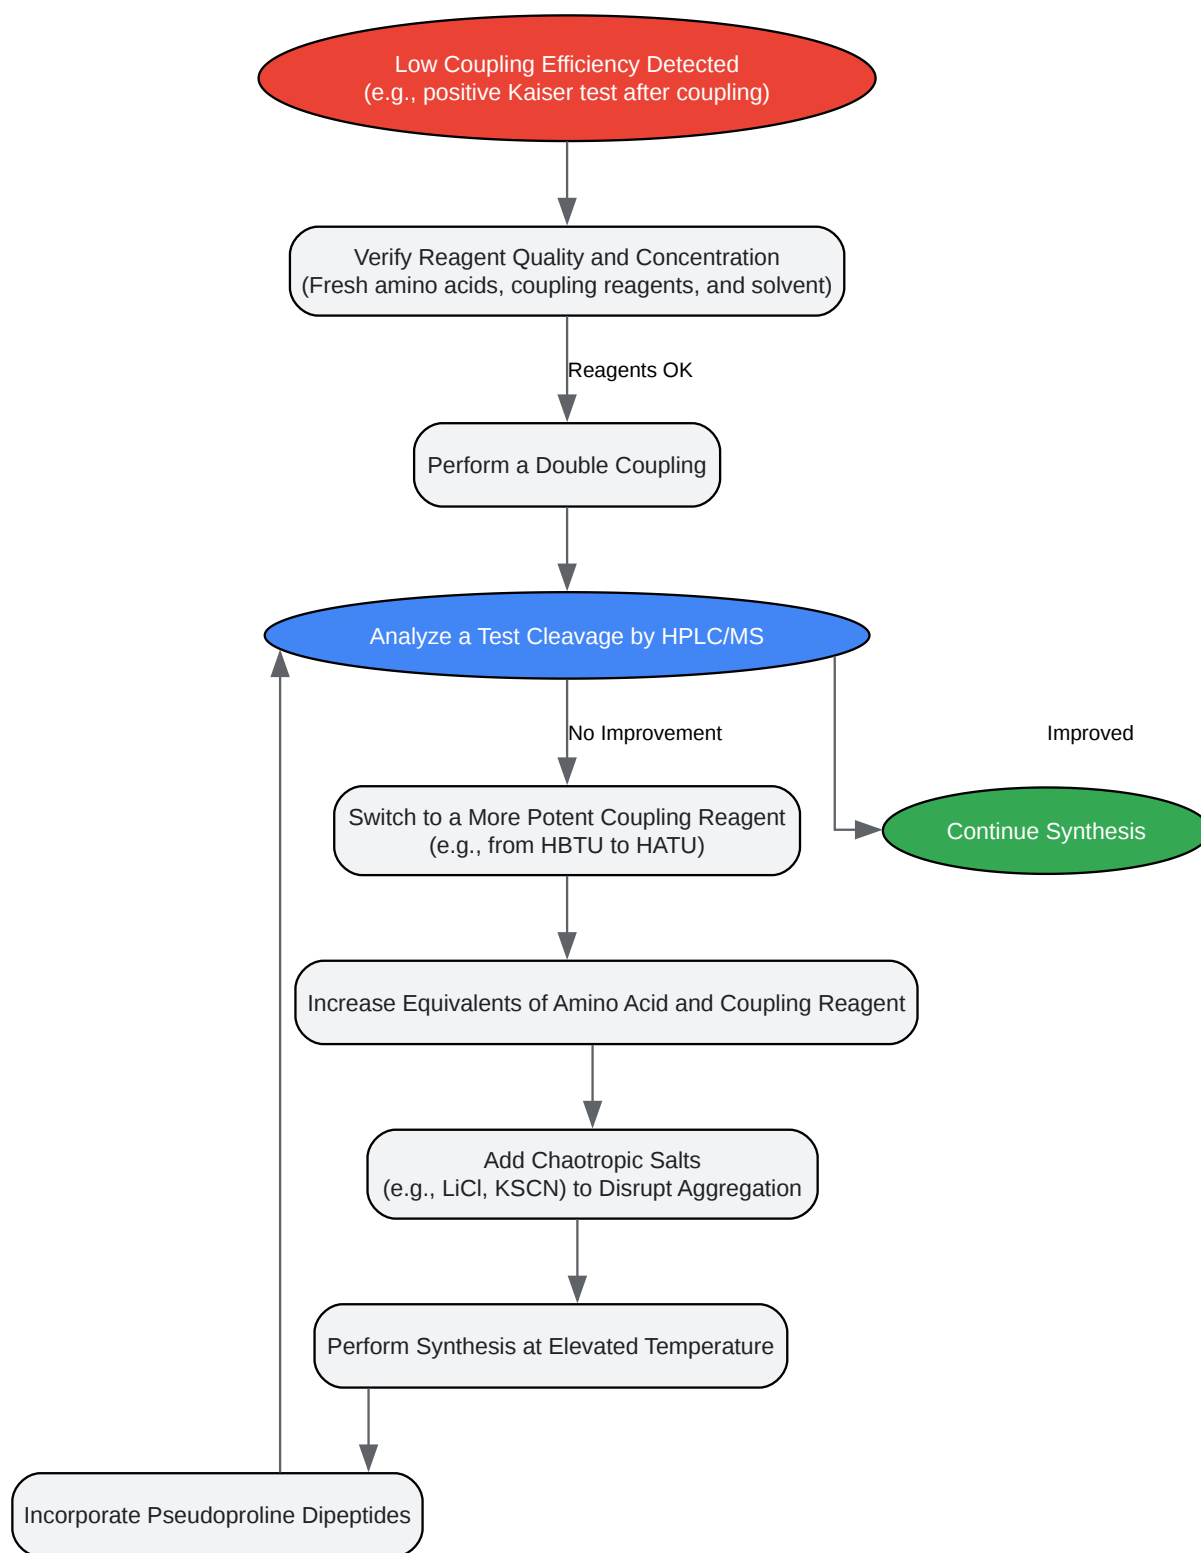 Low Coupling Efficiency Detected
(e.g., positive Kaiser test after coupling)
Verify Reagent Quality and Concentration
(Fresh amino acids, coupling reagents, and solvent)
Reagents OK
Perform a Double Coupling
Analyze a Test Cleavage by HPLC/MS
No Improvement
Improved
Switch to a More Potent Coupling Reagent
(e.g., from HBTU to HATU)
Continue Synthesis
Increase Equivalents of Amino Acid and Coupling Reagent
Add Chaotropic Salts
(e.g., LiCl, KSCN) to Disrupt Aggregation
Perform Synthesis at Elevated Temperature
Incorporate Pseudoproline Dipeptides